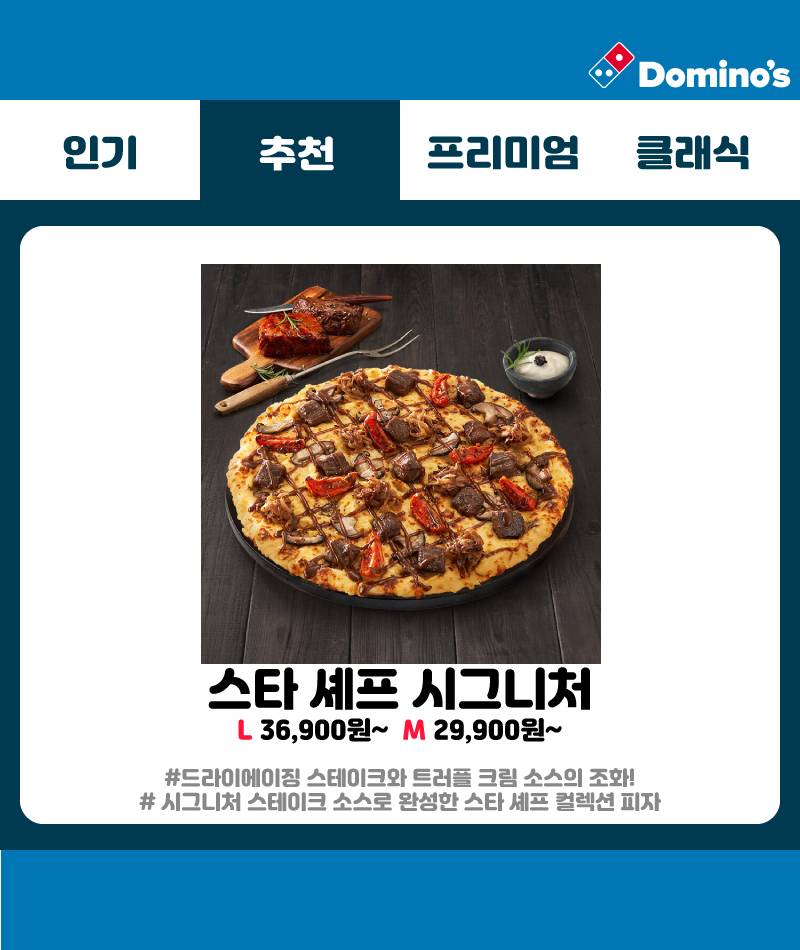 Domino's
인기 추천 프리미엄 클래식
스타 셰프 시그니처
L 36,900원~ M 29,900원~
#드라이에이징 스테이크와 트러플 크림 소스의 조화!
# 시그니처 스테이크 소스로 완성한 스타 셰프 컬렉션 피자